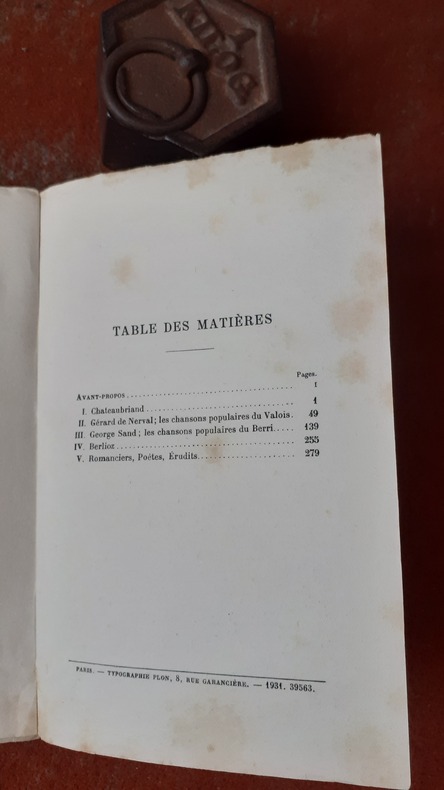 1
KILOG.
TABLE DES MATIÈRES
Pages.
AVANT-PROPOS........................................ I
I. Chateaubriand.................................... 1
II. Gérard de Nerval; les chansons populaires du Valois. 49
III. George Sand; les chansons populaires du Berri..... 139
IV. Berlioz......................................... 255
V. Romanciers, Poètes, Érudits...................... 279
PARIS. — TYPOGRAPHIE PLON, 8, RUE GARANCIÈRE. — 1931. 39563.